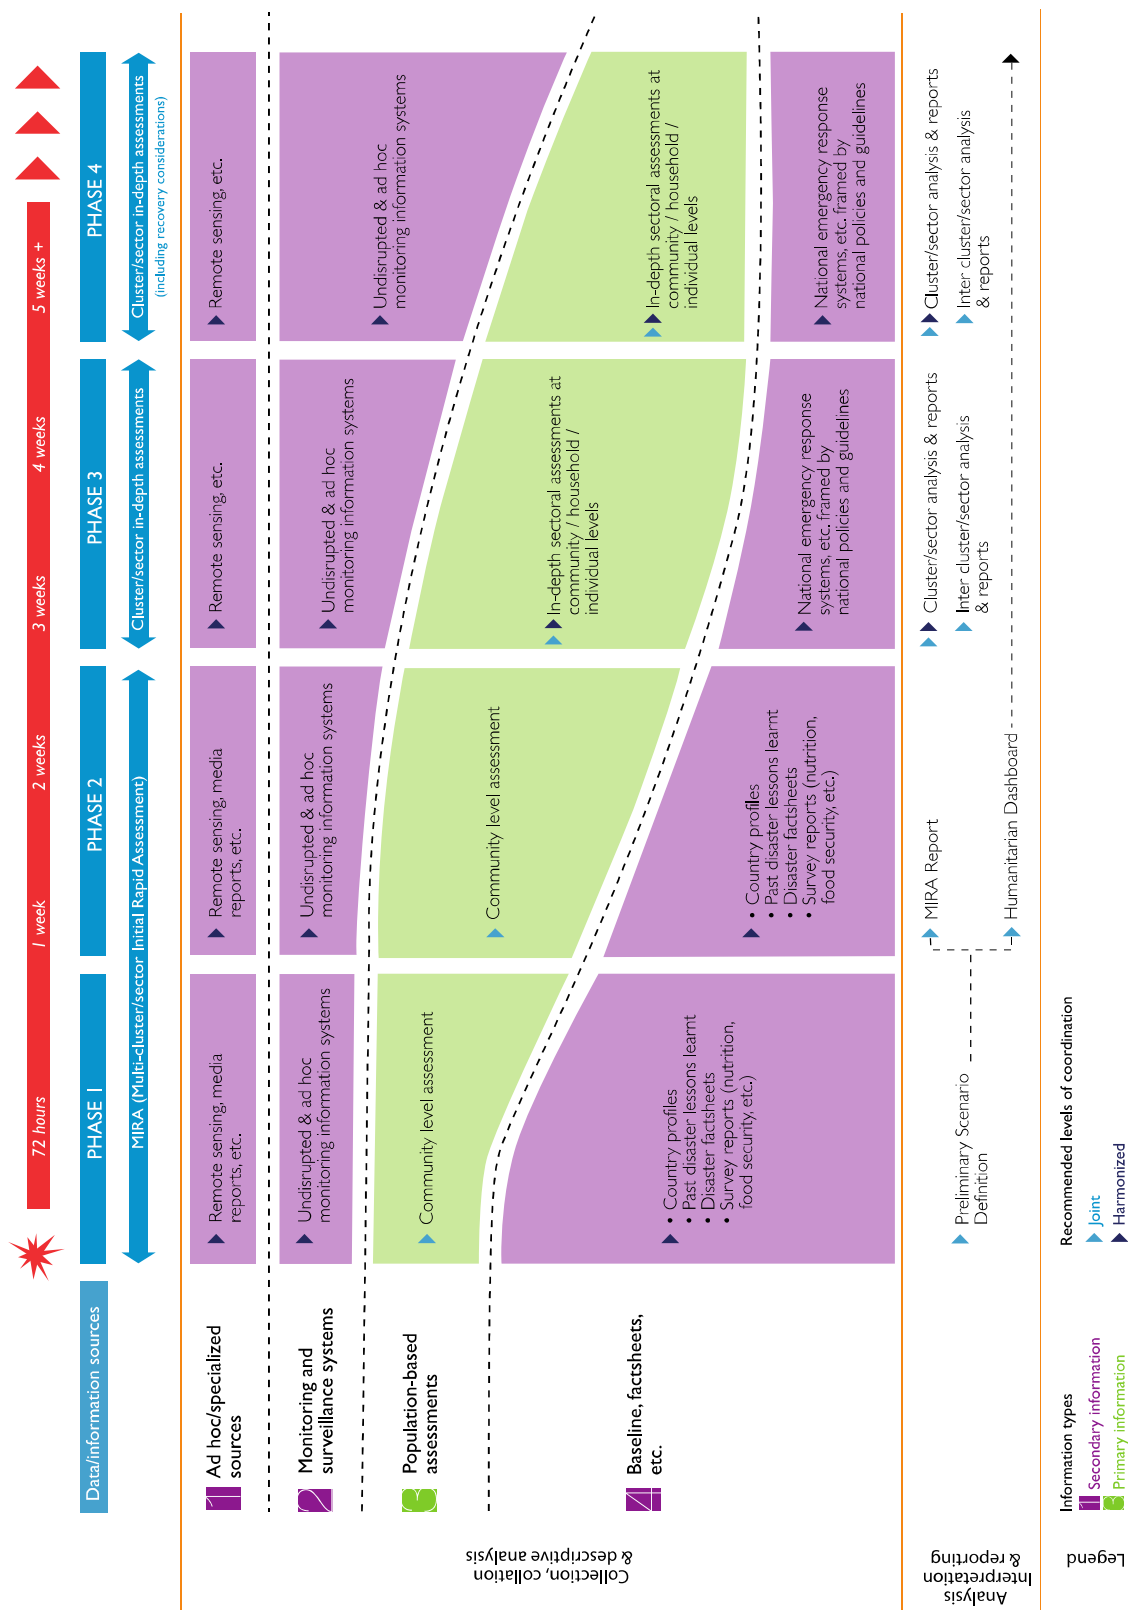 72 hours
1 week
2 weeks
3 weeks
4 weeks
5 weeks +
Data/information sources
PHASE 1
PHASE 2
PHASE 3
PHASE 4
MIRA (Multi-cluster/sector Initial Rapid Assessment)
Cluster/sector in-depth assessments
Cluster/sector in-depth assessments
(including recovery considerations)
Collection, collation
& descriptive analysis
1
Ad hoc/specialized
sources
Remote sensing, media
reports, etc.
Remote sensing, media
reports, etc.
Remote sensing, etc.
Remote sensing, etc.
2
Monitoring and
surveillance systems
Undisrupted & ad hoc
monitoring information systems
Undisrupted & ad hoc
monitoring information systems
Undisrupted & ad hoc
monitoring information systems
Undisrupted & ad hoc
monitoring information systems
3
Population-based
assessments
Community level assessment
Community level assessment
In-depth sectoral assessments at
community / household /
individual levels
In-depth sectoral assessments at
community / household /
individual levels
4
Baseline, factsheets,
etc.
• Country profiles
• Past disaster lessons learnt
• Disaster factsheets
• Survey reports (nutrition,
food security, etc.)
• Country profiles
• Past disaster lessons learnt
• Disaster factsheets
• Survey reports (nutrition,
food security, etc.)
National emergency response
systems, etc. framed by
national policies and guidelines
National emergency response
systems, etc. framed by
national policies and guidelines
Analysis
Interpretation
& reporting
Preliminary Scenario
Definition
MIRA Report
Humanitarian Dashboard
Cluster/sector analysis & reports
Inter cluster/sector analysis
& reports
Cluster/sector analysis & reports
Inter cluster/sector analysis
& reports
Legend
Information types
1 Secondary information
3 Primary information
Recommended levels of coordination
Joint
Harmonized